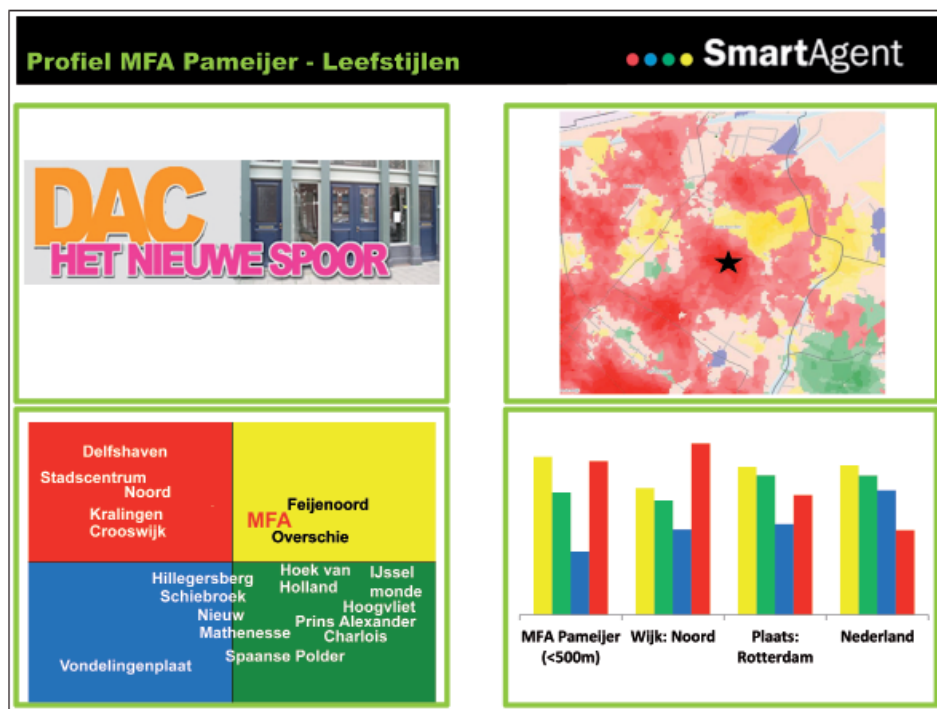 Profiel MFA Pameijer - Leefstijlen
SmartAgent
DAC
HET NIEUWE SPOOR
Delfshaven
Stadscentrum
Noord
Kralingen
Crooswijk
Feijenoord
MFA
Overschie
Hillegersberg
Schiebroek
Nieuw
Mathenesse
Vondelingenplaat
Hoek van
Holland
IJssel
monde
Hoogvliet
Prins Alexander
Charlois
Spaanse Polder
MFA Pameijer
(<500m)
Wijk: Noord
Plaats:
Rotterdam
Nederland